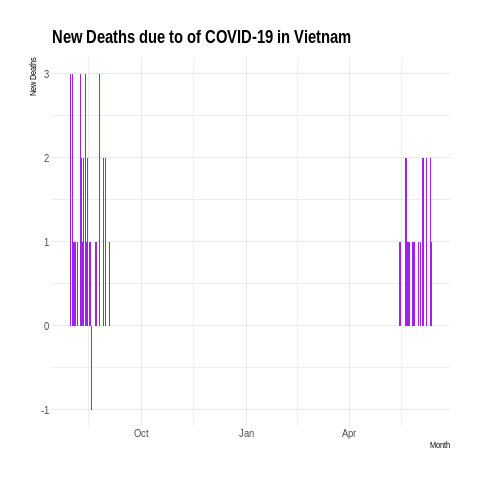 New Deaths due to of COVID-19 in Vietnam
New Deaths
3
2
1
0
-1
Oct Jan Apr
Month